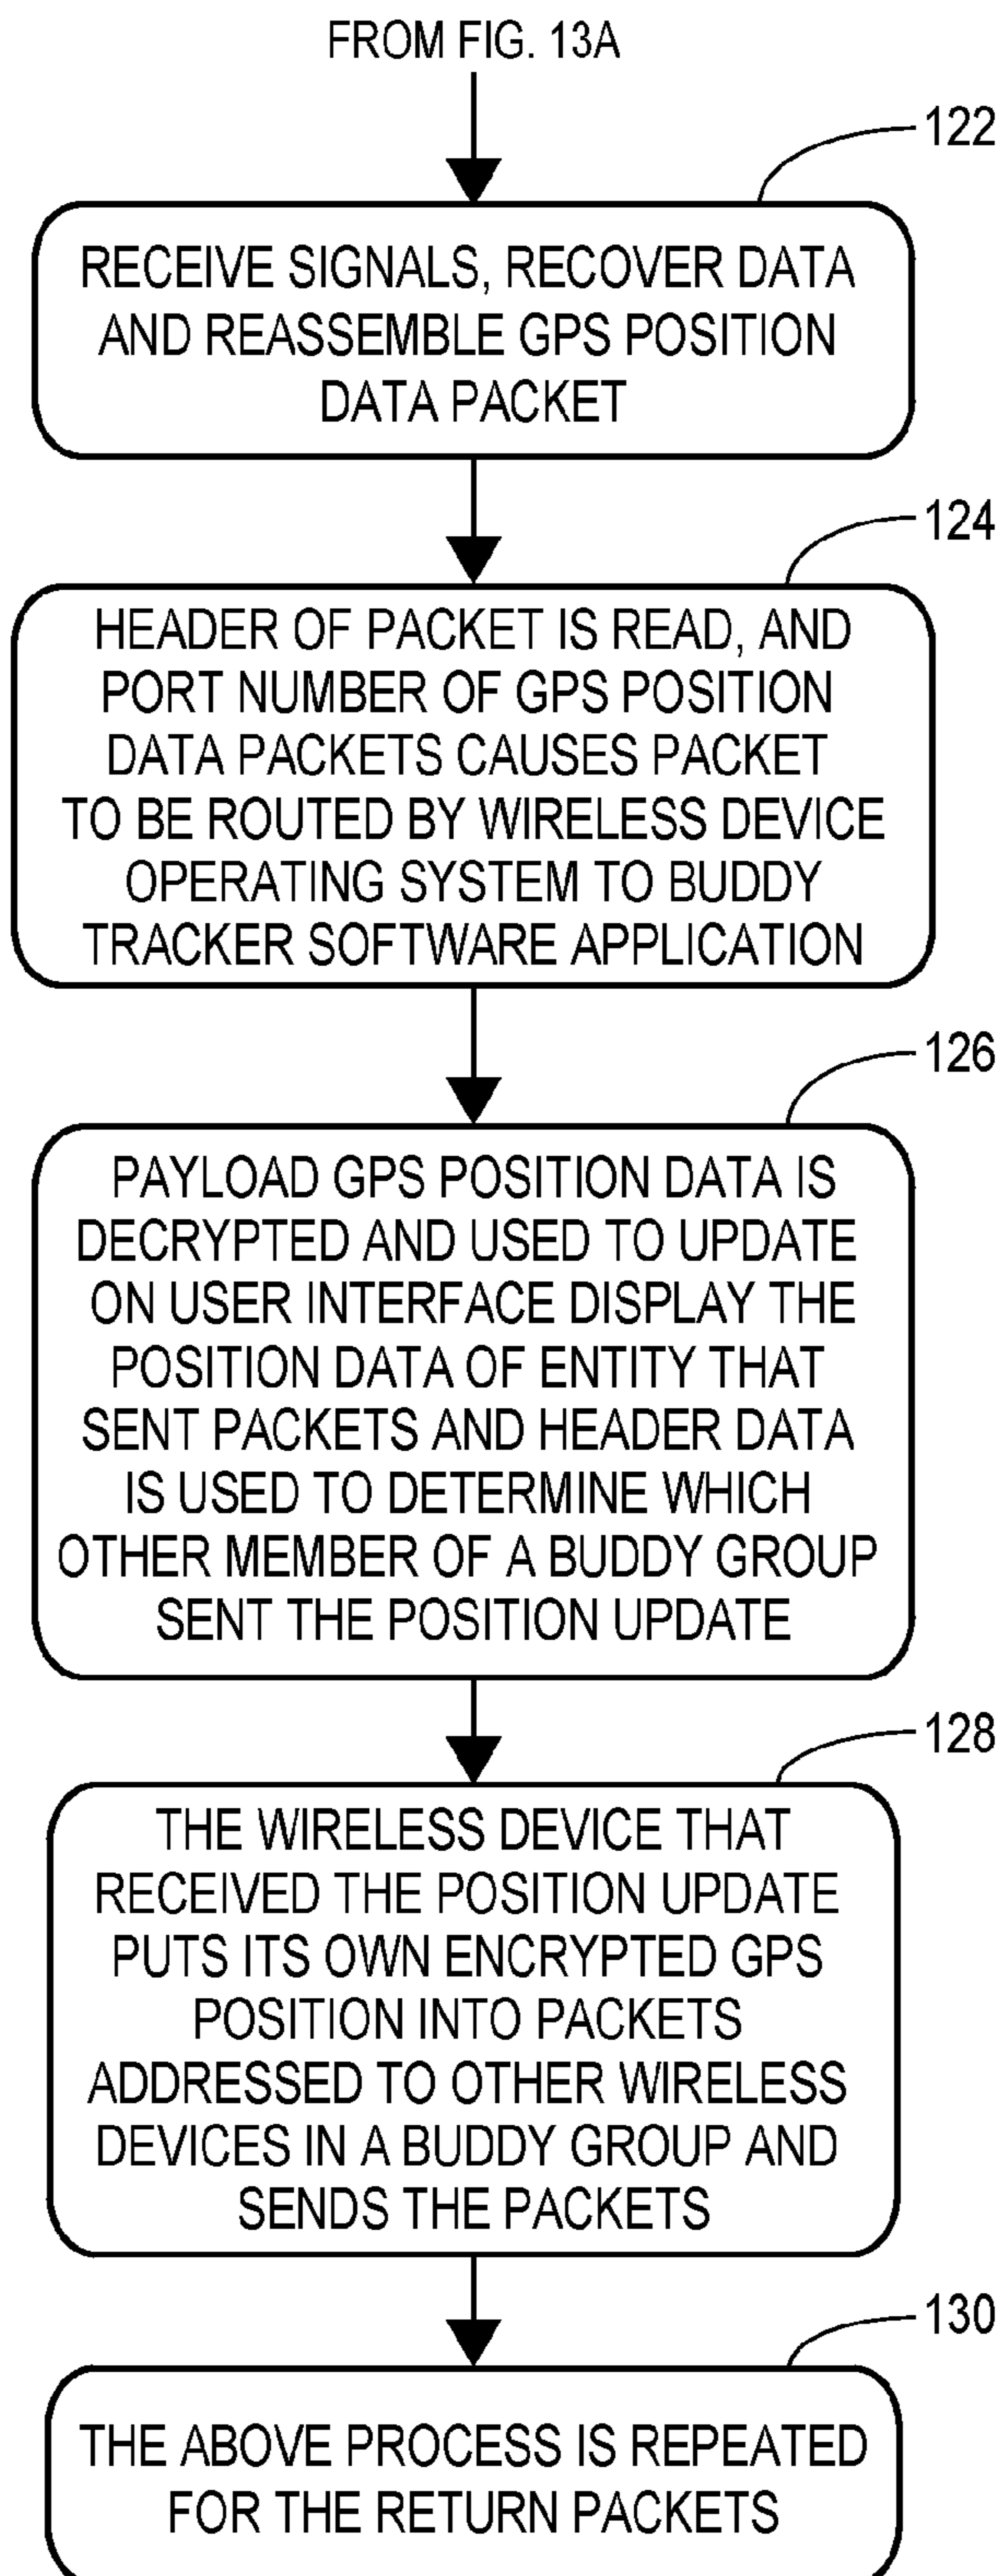 FROM FIG. 13A
122
RECEIVE SIGNALS, RECOVER DATA
AND REASSEMBLE GPS POSITION
DATA PACKET
124
HEADER OF PACKET IS READ, AND
PORT NUMBER OF GPS POSITION
DATA PACKETS CAUSES PACKET
TO BE ROUTED BY WIRELESS DEVICE
OPERATING SYSTEM TO BUDDY
TRACKER SOFTWARE APPLICATION
126
PAYLOAD GPS POSITION DATA IS
DECRYPTED AND USED TO UPDATE
ON USER INTERFACE DISPLAY THE
POSITION DATA OF ENTITY THAT
SENT PACKETS AND HEADER DATA
IS USED TO DETERMINE WHICH
OTHER MEMBER OF A BUDDY GROUP
SENT THE POSITION UPDATE
128
THE WIRELESS DEVICE THAT
RECEIVED THE POSITION UPDATE
PUTS ITS OWN ENCRYPTED GPS
POSITION INTO PACKETS
ADDRESSED TO OTHER WIRELESS
DEVICES IN A BUDDY GROUP AND
SENDS THE PACKETS
130
THE ABOVE PROCESS IS REPEATED
FOR THE RETURN PACKETS